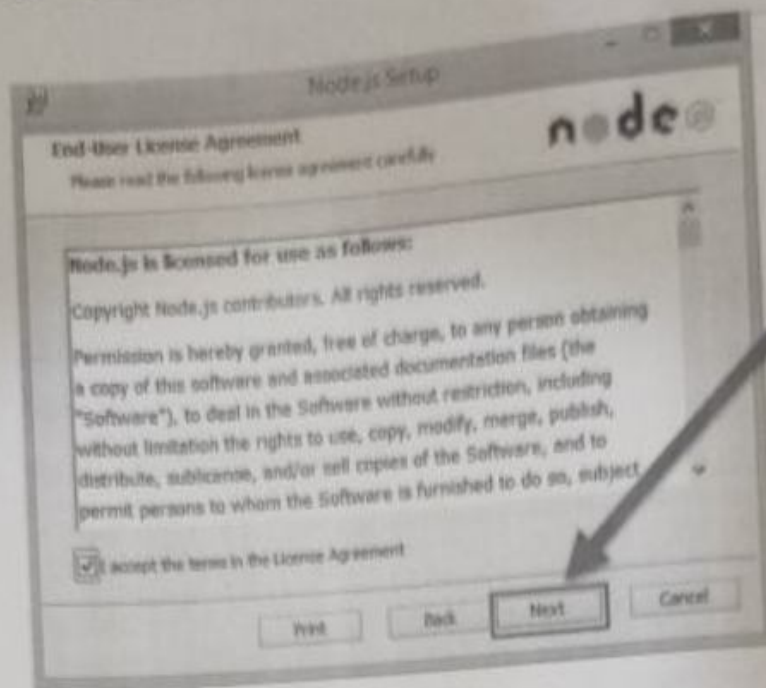 Node.js Setup
End-User License Agreement
Please read the following license agreement carefully
node
Node.js is licensed for use as follows:
Copyright Node.js contributors. All rights reserved.
Permission is hereby granted, free of charge, to any person obtaining
a copy of this software and associated documentation files (the
"Software"), to deal in the Software without restriction, including
without limitation the rights to use, copy, modify, merge, publish,
distribute, sublicense, and/or sell copies of the Software, and to
permit persons to whom the Software is furnished to do so, subject
I accept the terms in the License Agreement
Print Back Next Cancel